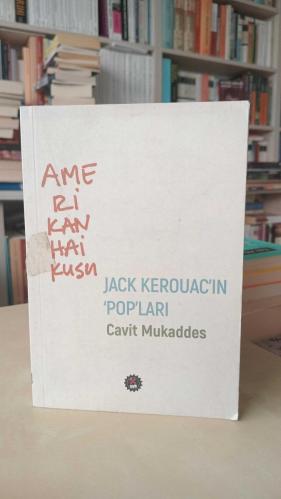 AME
Rİ
KAN
HAİ
KUSU
JACK KEROUAC'IN
'POP'LARI
Cavit Mukaddes